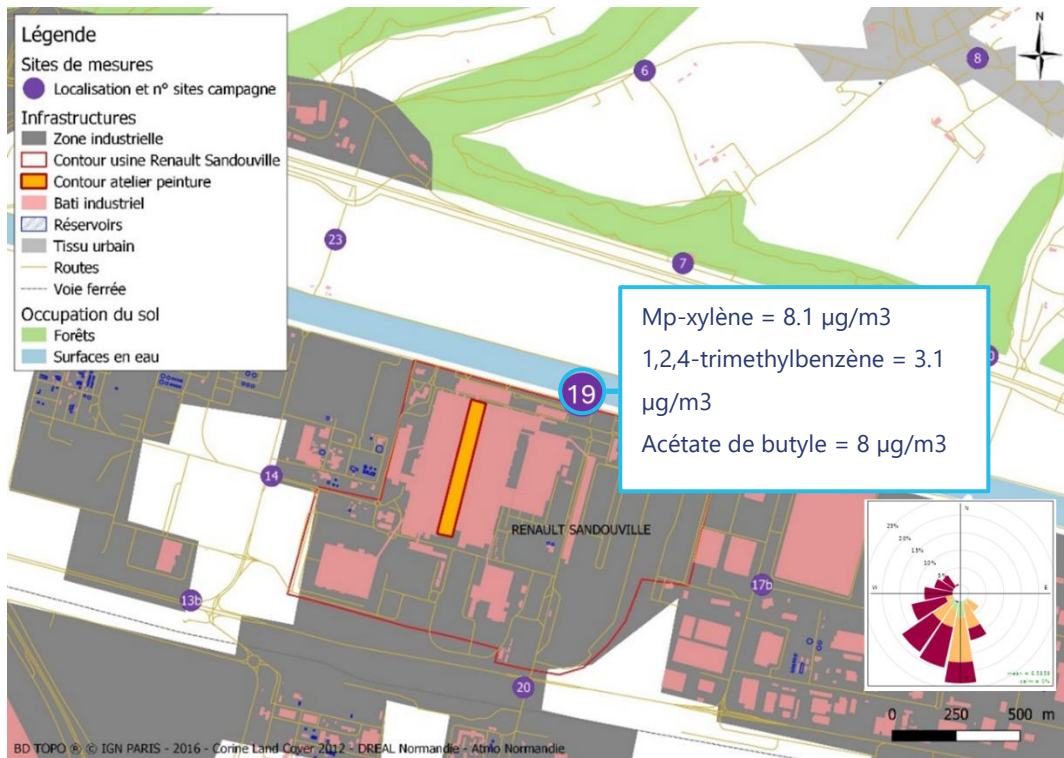 Légende
Sites de mesures
Localisation et n° sites campagne
Infrastructures
Zone industrielle
Contour usine Renault Sandouville
Contour atelier peinture
Bati industriel
Réservoirs
Tissu urbain
Routes
Voie ferrée
Occupation du sol
Forêts
Surfaces en eau
N
6
8
23
7
19
Mp-xylène = 8.1 µg/m3
1,2,4-trimethylbenzène = 3.1
µg/m3
Acétate de butyle = 8 µg/m3
14
RENAULT SANDOUVILLE
13b
17b
20
N
W
E
S
0 250 500 m
BD TOPO ® © IGN PARIS - 2016 - Corine Land Cover 2012 - DREAL Normandie - Atmo Normandie